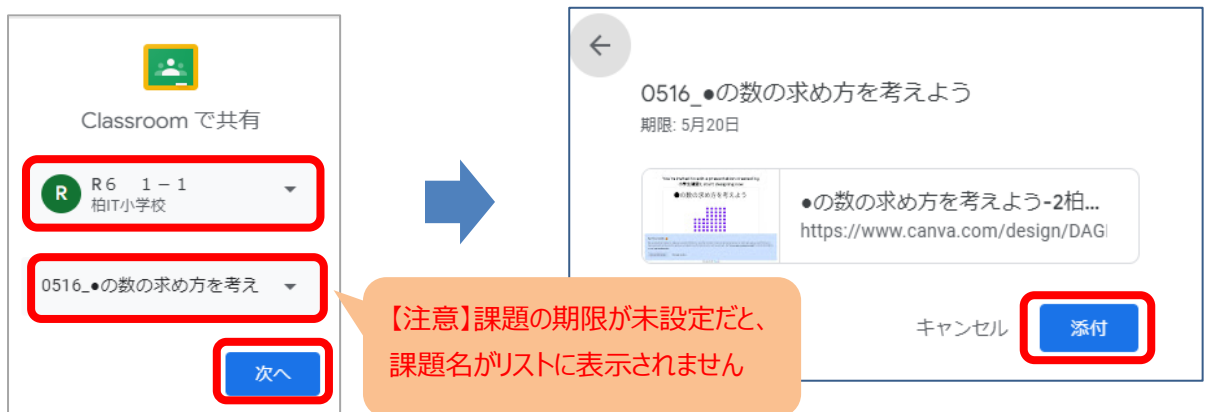 Classroom で共有
R
R6 1－1
柏IT小学校
0516_●の数の求め方を考え
次へ
【注意】課題の期限が未設定だと、
課題名がリストに表示されません
0516_●の数の求め方を考えよう
期限: 5月20日
●の数の求め方を考えよう
●の数の求め方を考えよう-2柏...
https://www.canva.com/design/DAG
キャンセル
添付